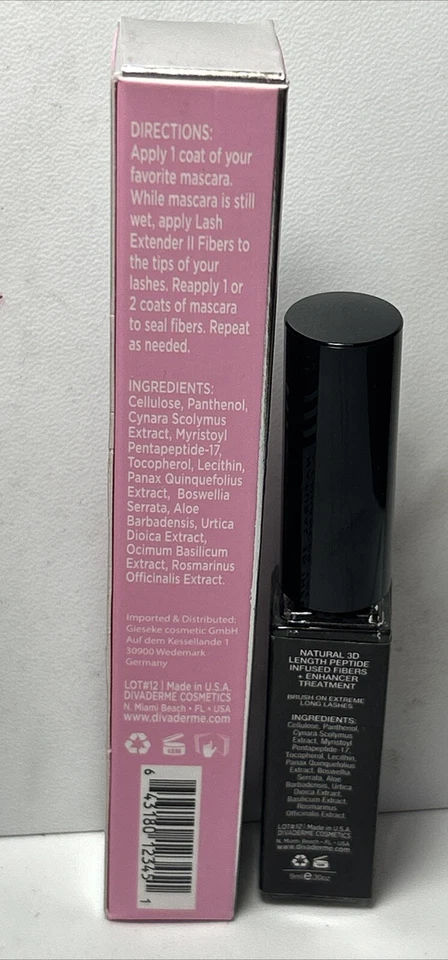 DIRECTIONS:
Apply 1 coat of your
favorite mascara.
While mascara is still
wet, apply Lash
Extender II Fibers to
the tips of your
lashes. Reapply 1 or
2 coats of mascara
to seal fibers. Repeat
as needed.
INGREDIENTS:
Cellulose, Panthenol,
Cynara Scolymus
Extract, Myristoyl
Pentapeptide-17,
Tocopherol, Lecithin,
Panax Quinquefolius
Extract, Boswellia
Serrata, Aloe
Barbadensis, Urtica
Dioica Extract,
Ocimum Basilicum
Extract, Rosmarinus
Officinalis Extract.
Imported & Distributed:
Gieseke cosmetic GmbH
Auf dem Kessellande 1
30900 Wedemark
Germany
LOT#12 | Made in U.S.A.
DIVADERME COSMETICS
N. Miami Beach • FL • USA
www.divaderme.com
6 43180 12345 1
NATURAL 3D
LENGTH PEPTIDE
INFUSED FIBERS
+ ENHANCER
TREATMENT
BRUSH ON EXTREME
LONG LASHES
INGREDIENTS:
Cellulose, Panthenol,
Cynara Scolymus
Extract, Myristoyl
Pentapeptide-17,
Tocopherol, Lecithin,
Panax Quinquefolius
Extract, Boswellia
Serrata, Aloe
Barbadensis, Urtica
Dioica Extract,
Basilicum Extract,
Rosmarinus
Officinalis Extract.
LOT#12 | Made in U.S.A
DIVADERME COSMETICS
N. Miami Beach • FL • USA
www.divaderme.com
9ml e .30oz